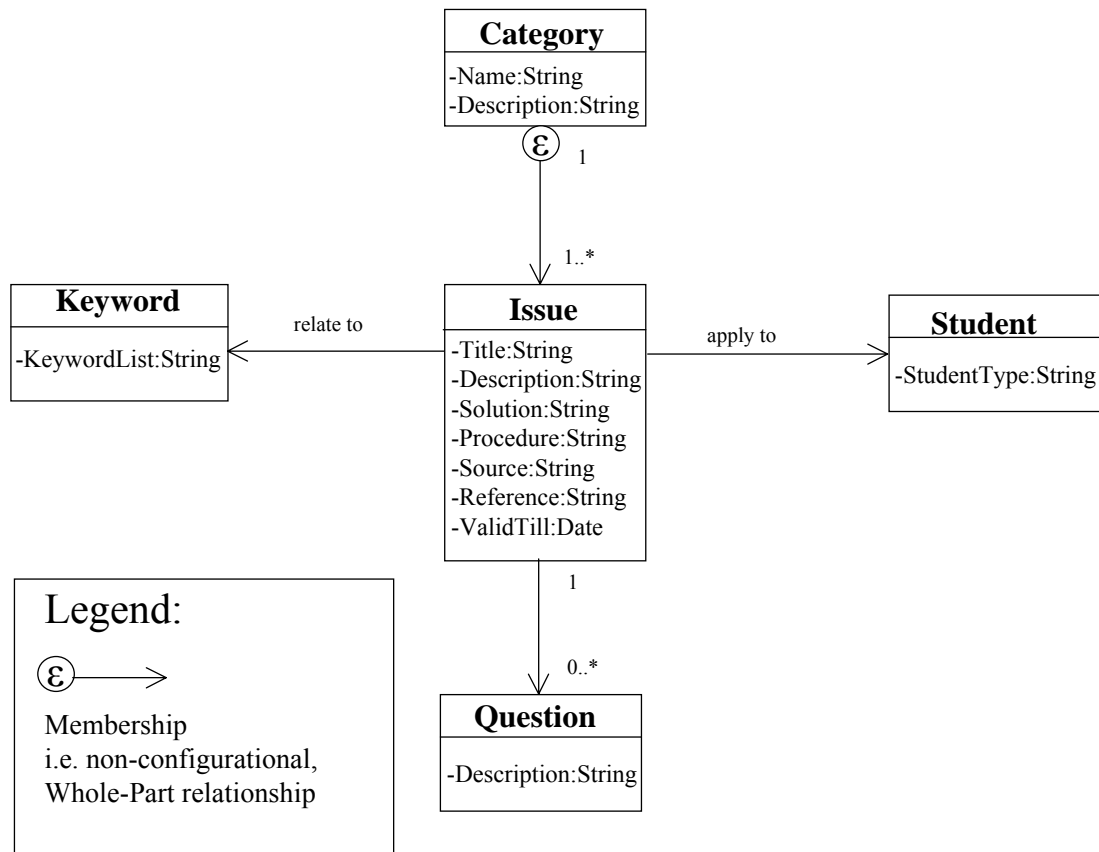 Category
-Name:String
-Description:String
ε
1
1..*
Keyword
-KeywordList:String
relate to
Issue
-Title:String
-Description:String
-Solution:String
-Procedure:String
-Source:String
-Reference:String
-ValidTill:Date
apply to
Student
-StudentType:String
1
0..*
Question
-Description:String
Legend:
ε
Membership
i.e. non-configurational,
Whole-Part relationship